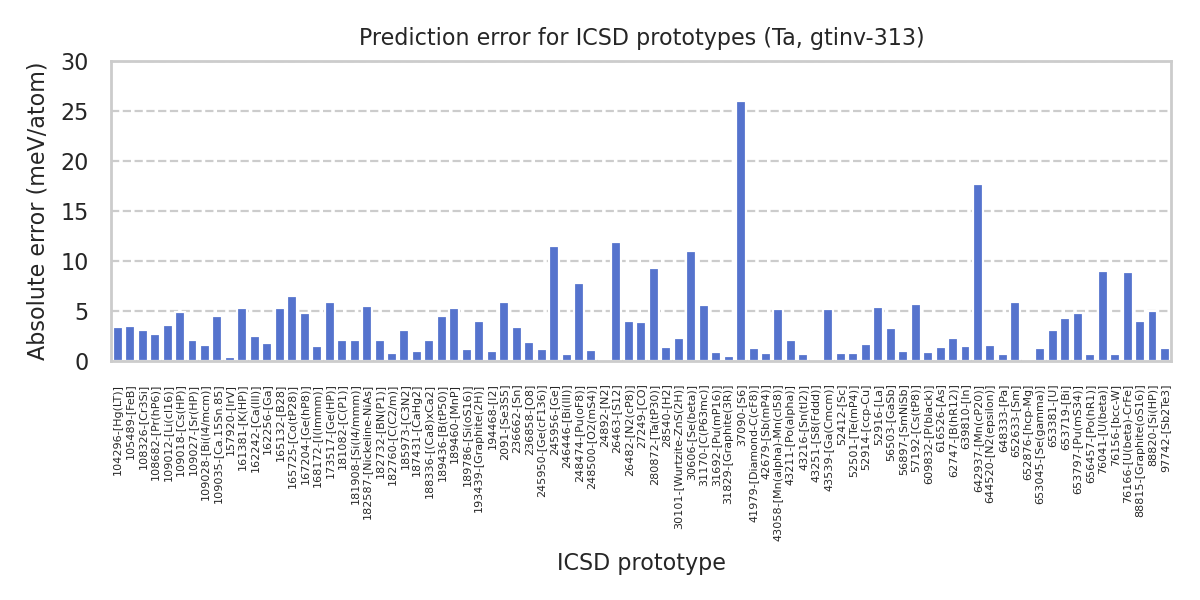 Prediction error for ICSD prototypes (Ta, gtinv-313)
Absolute error (meV/atom)
30
25
20
15
10
5
0
104296-[Hg(LT)]
105489-[FeB]
108326-[Cr3Si]
108682-[Pr(hP6)]
109012-[Li(cI16)]
109018-[Cs(HP)]
109027-[Sr(HP)]
109028-[Bi(I4/mcm)]
109035-[Ca.15Sn.85]
157920-[IrV]
161381-[K(HP)]
162242-[Ca(III)]
162256-[Ga]
165132-[B28]
165725-[Co(tP28)]
167204-[Ge(hP8)]
168172-[I(Immm)]
173517-[Ge(HP)]
181082-[C(P1)]
181908-[Si(I4/mmm)]
182587-[Nickeline-NiAs]
182732-[BN(P1)]
182760-[C(C2/m)]
185973-[C3N2]
187431-[CaHg2]
188336-[(Ca8)xCa2]
189436-[B(tP50)]
189460-[MnP]
189786-[Si(oS16)]
193439-[Graphite(2H)]
194468-[I2]
2091-[Se3S5]
236662-[Sn]
236858-[O8]
245950-[Ge(cF136)]
245956-[Ge]
246446-[Bi(III)]
248474-[Pu(oF8)]
248500-[O2(mS4)]
24892-[N2]
26463-[S12]
26482-[N2(cP8)]
27249-[CO]
280872-[Ta(tP30)]
28540-[H2]
30101-[Wurtzite-ZnS(2H)]
30606-[Se(beta)]
31170-[C(P63mc)]
31692-[Pu(mP16)]
31829-[Graphite(3R)]
37090-[S6]
41979-[Diamond-C(cF8)]
42679-[Sb(mP4)]
43058-[Mn(alpha)-Mn(cI58)]
43211-[Po(alpha)]
43216-[Sn(tI2)]
43251-[S8(Fddd)]
43539-[Ga(Cmcm)]
52412-[Sc]
52501-[Te(mP4)]
52914-[ccp-Cu]
52916-[La]
56503-[GaSb]
56897-[SmNiSb]
57192-[Cs(tP8)]
609832-[P(black)]
616526-[As]
62747-[B(hR12)]
639810-[In]
642937-[Mn(cP20)]
644520-[N2(epsilon)]
648333-[Pa]
652633-[Sm]
652876-[hcp-Mg]
653045-[Se(gamma)]
653381-[U]
653719-[Bi]
653797-[Pu(mS34)]
656457-[Po(hR1)]
76041-[U(beta)]
76156-[bcc-W]
76166-[U(beta)-CrFe]
88815-[Graphite(oS16)]
88820-[Si(HP)]
97742-[Sb2Te3]
ICSD prototype